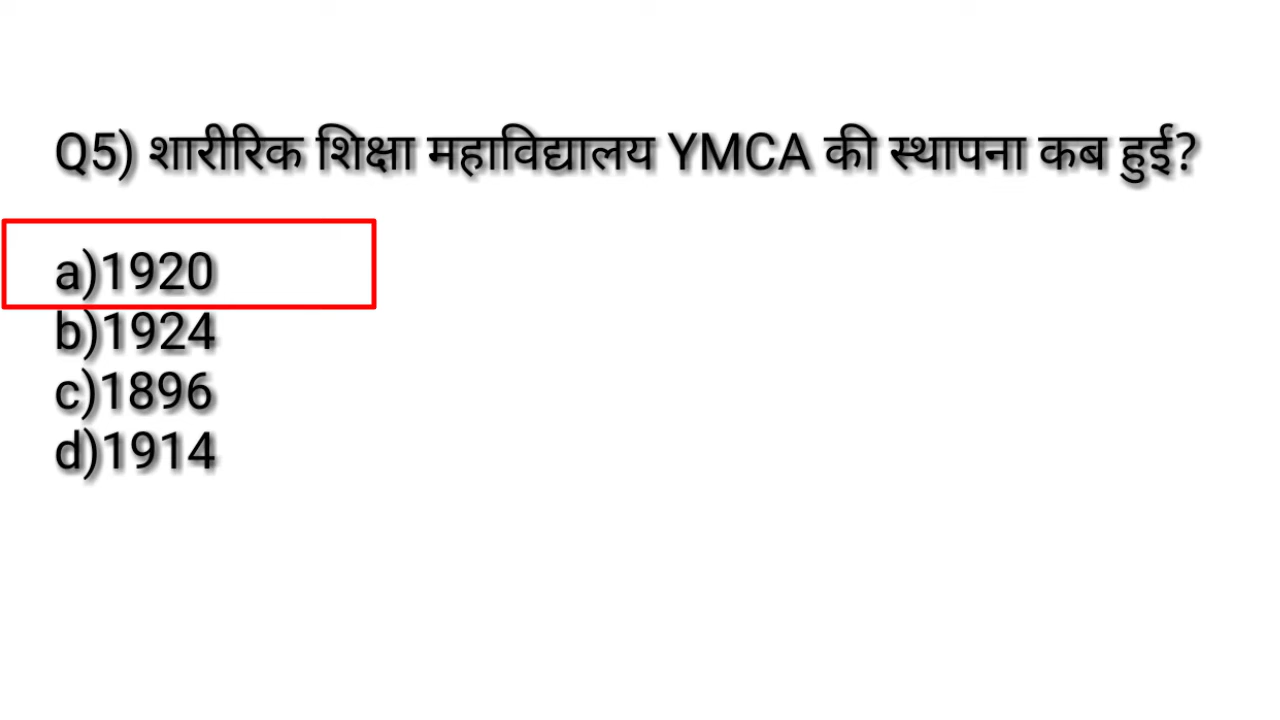 Q5) शारीरिक शिक्षा महाविद्यालय YMCA की स्थापना कब हुई?
a)1920
b)1924
c)1896
d)1914